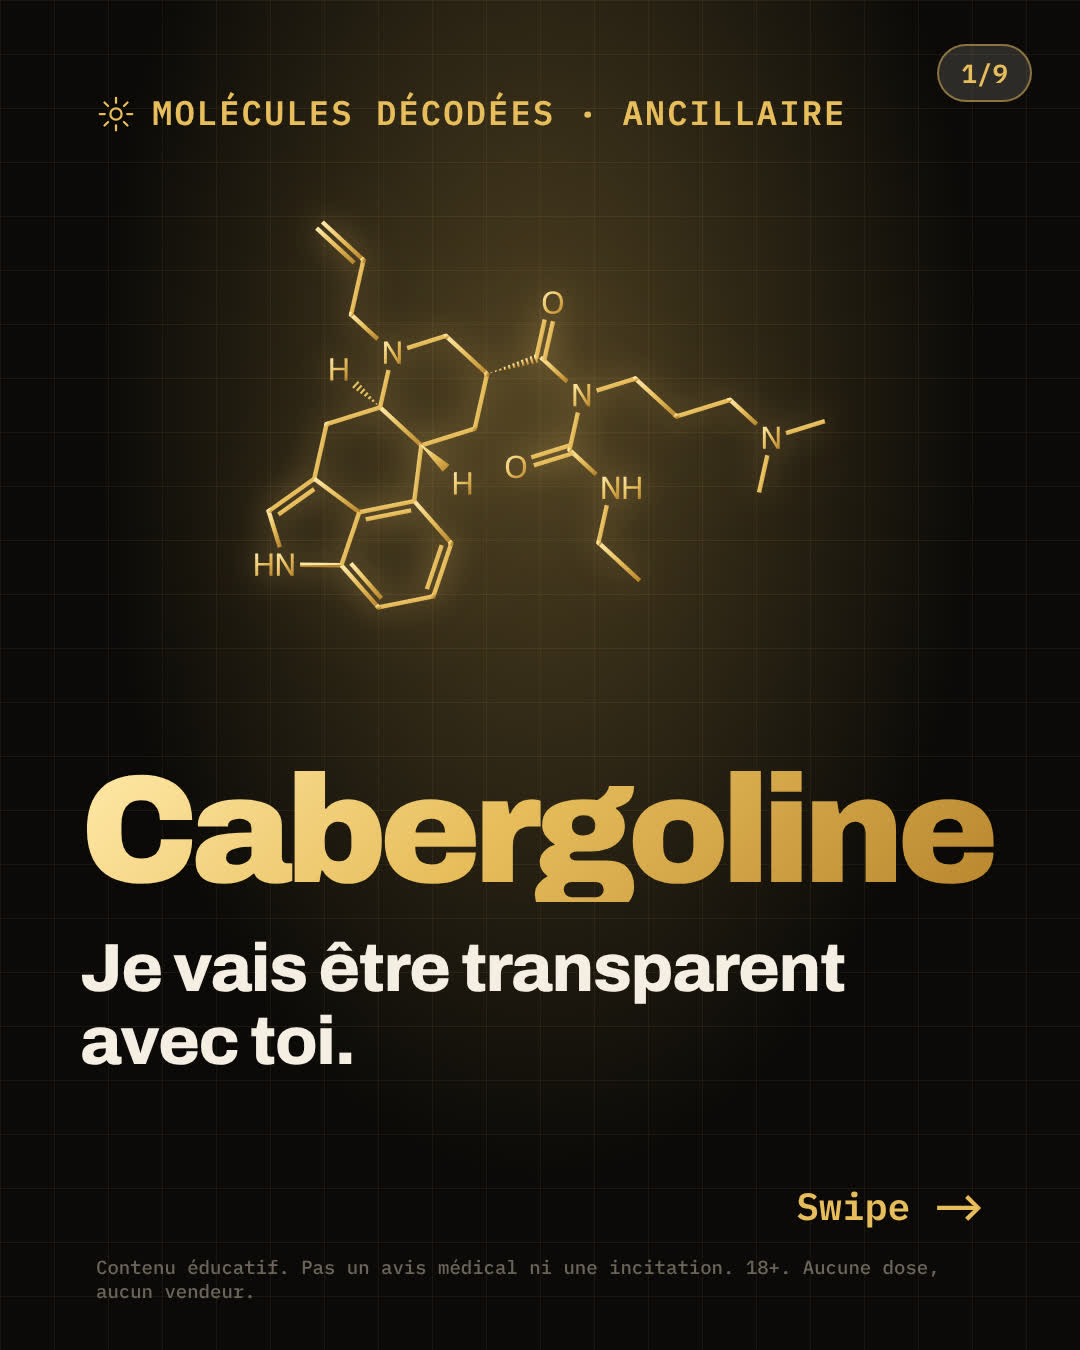 1/9
MOLÉCULES DÉCODÉES · ANCILLAIRE
O
N
H
N
N
O
H
NH
HN
Cabergoline
Je vais être transparent
avec toi.
Swipe →
Contenu éducatif. Pas un avis médical ni une incitation. 18+. Aucune dose,
aucun vendeur.